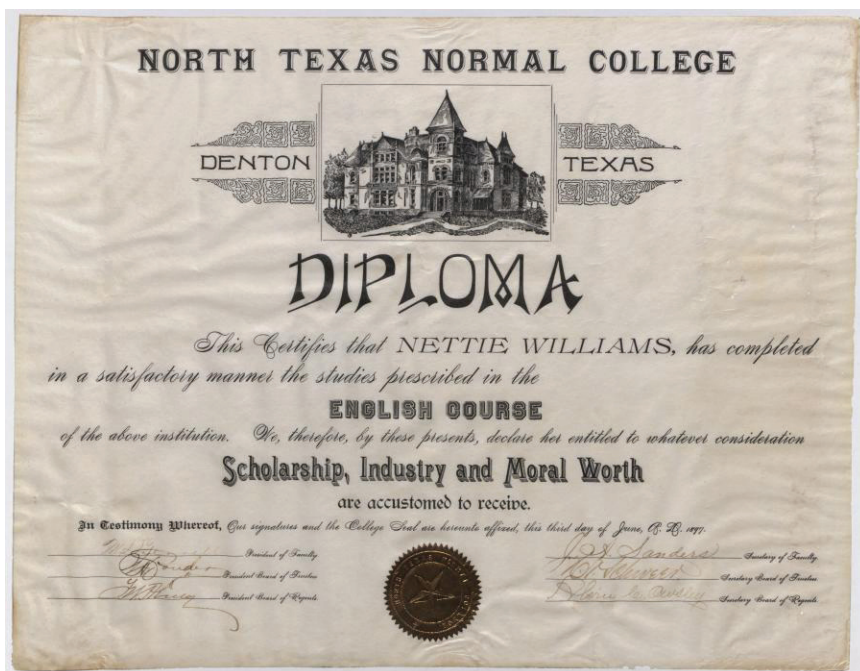 NORTH TEXAS NORMAL COLLEGE
DENTON TEXAS
DIPLOMA
This Certifies that NETTIE WILLIAMS, has completed
in a satisfactory manner the studies prescribed in the
ENGLISH COURSE
of the above institution. We, therefore, by these presents, declare her entitled to whatever consideration
Scholarship, Industry and Moral Worth
are accustomed to receive.
In Testimony Whereof, Our signatures and the College Seal are hereunto affixed, this third day of June, A. D. 1897.
President of Faculty
J. A. Sanders Secretary of Faculty
President Board of Trustees
Secretary Board of Trustees
President Board of Regents
Secretary Board of Regents